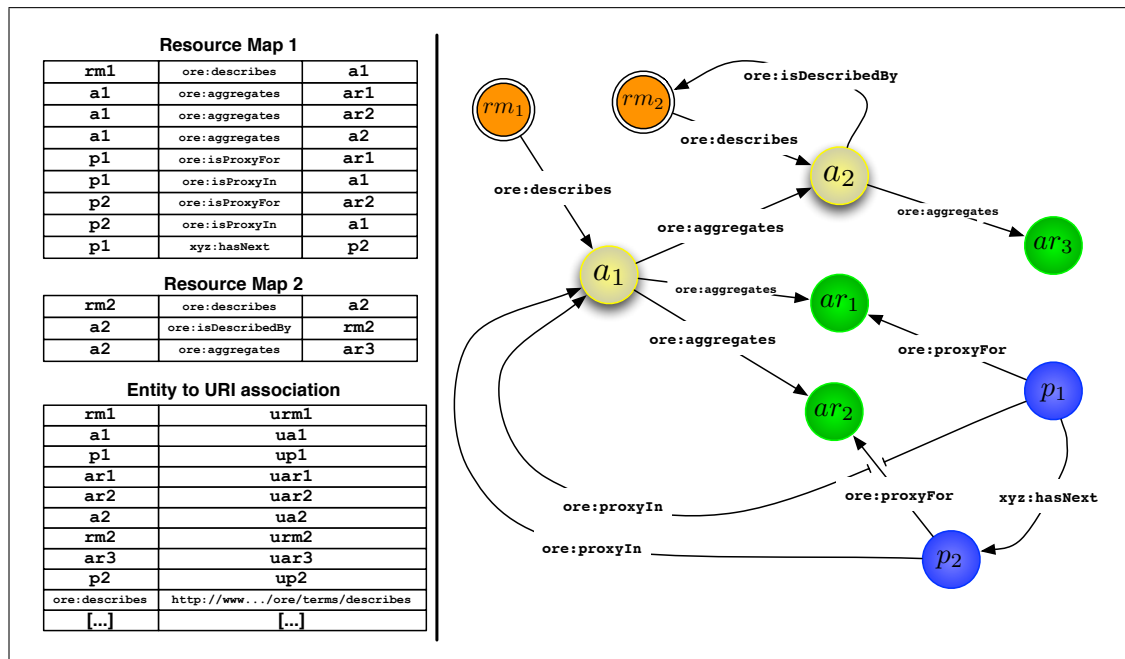 Resource Map 1
rm1 ore:describes a1
a1 ore:aggregates ar1
a1 ore:aggregates ar2
a1 ore:aggregates a2
p1 ore:isProxyFor ar1
p1 ore:isProxyIn a1
p2 ore:isProxyFor ar2
p2 ore:isProxyIn a1
p1 xyz:hasNext p2
Resource Map 2
rm2 ore:describes a2
a2 ore:isDescribedBy rm2
a2 ore:aggregates ar3
Entity to URI association
rm1 urm1
a1 ua1
p1 up1
ar1 uar1
ar2 uar2
a2 ua2
rm2 urm2
ar3 uar3
p2 up2
ore:describes http://www.../ore/terms/describes
[...] [...]
ore:isDescribedBy
rm₁
rm₂
ore:describes
a₂
ore:describes
ore:aggregates
ore:aggregates
ar₃
a₁
ore:aggregates
ar₁
ore:aggregates
ore:proxyFor
p₁
ar₂
ore:proxyFor
xyz:hasNext
ore:proxyIn
ore:proxyIn
p₂